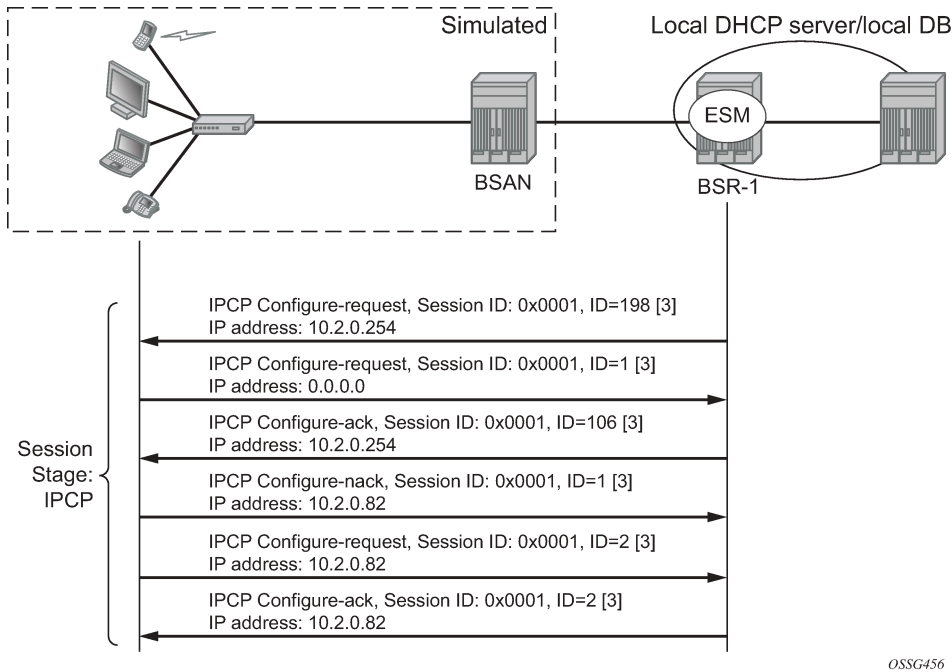 Simulated
Local DHCP server/local DB
ESM
BSAN
BSR-1
IPCP Configure-request, Session ID: 0x0001, ID=198 [3]
IP address: 10.2.0.254
IPCP Configure-request, Session ID: 0x0001, ID=1 [3]
IP address: 0.0.0.0
IPCP Configure-ack, Session ID: 0x0001, ID=106 [3]
IP address: 10.2.0.254
IPCP Configure-nack, Session ID: 0x0001, ID=1 [3]
IP address: 10.2.0.82
IPCP Configure-request, Session ID: 0x0001, ID=2 [3]
IP address: 10.2.0.82
IPCP Configure-ack, Session ID: 0x0001, ID=2 [3]
IP address: 10.2.0.82
Session
Stage:
IPCP
OSSG456